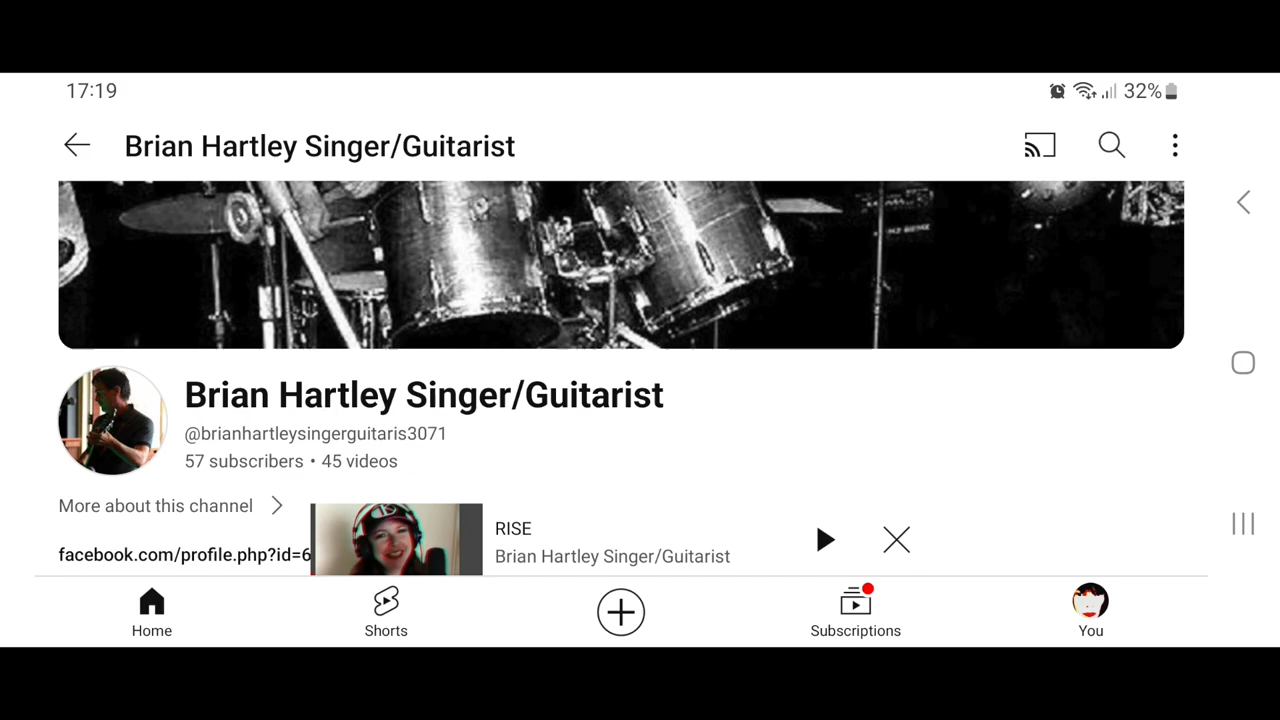 17:19
32%
Brian Hartley Singer/Guitarist
Brian Hartley Singer/Guitarist
@brianhartleysingerguitaris3071
57 subscribers • 45 videos
More about this channel
facebook.com/profile.php?id=6
RISE
Brian Hartley Singer/Guitarist
Home
Shorts
Subscriptions
You